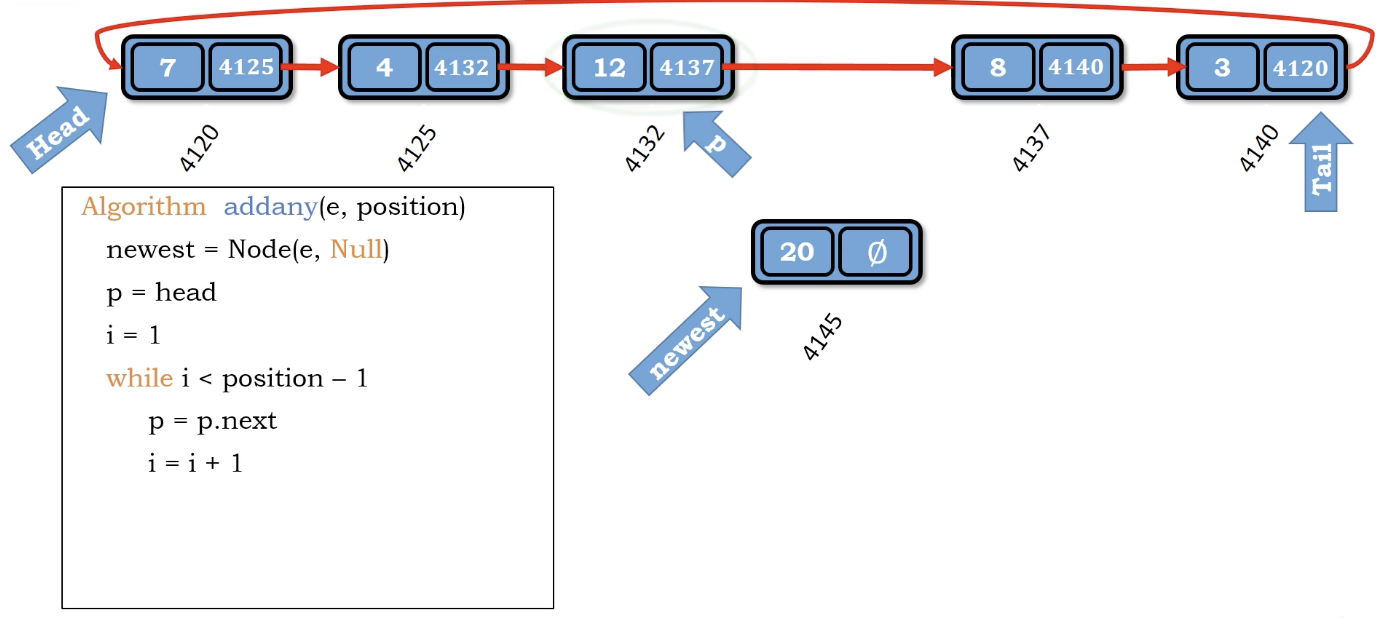 7 4125 4 4132 12 4137 8 4140 3 4120
Head 4120 4125 4132 p 4137 4140 Tail
Algorithm addany(e, position)
newest = Node(e, Null)
p = head
i = 1
while i < position – 1
p = p.next
i = i + 1
20 ∅
newest 4145